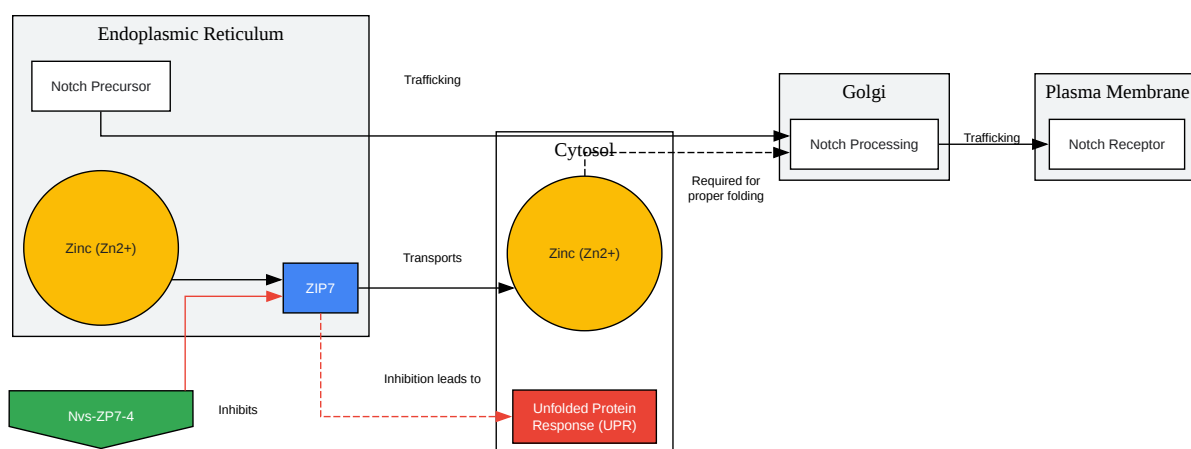 Endoplasmic Reticulum
Notch Precursor
Trafficking
Golgi
Plasma Membrane
Notch Processing
Trafficking
Notch Receptor
Cytosol
Required for
proper folding
Zinc (Zn2+)
Zinc (Zn2+)
Transports
ZIP7
Inhibition leads to
Nvs-ZP7-4
Inhibits
Unfolded Protein
Response (UPR)